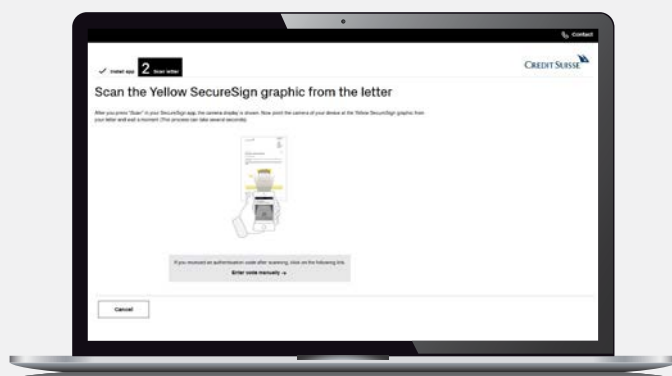 Contact
CREDIT SUISSE
Install app
2 Scan letter
Scan the Yellow SecureSign graphic from the letter
After you press "Scan" in your SecureSign app, the camera display is shown. Now point the camera of your device at the Yellow SecureSign graphic from
your letter and wait a moment (This process can take several seconds).
If you received an authentication code after scanning, click on the following link.
Enter code manually →
Cancel